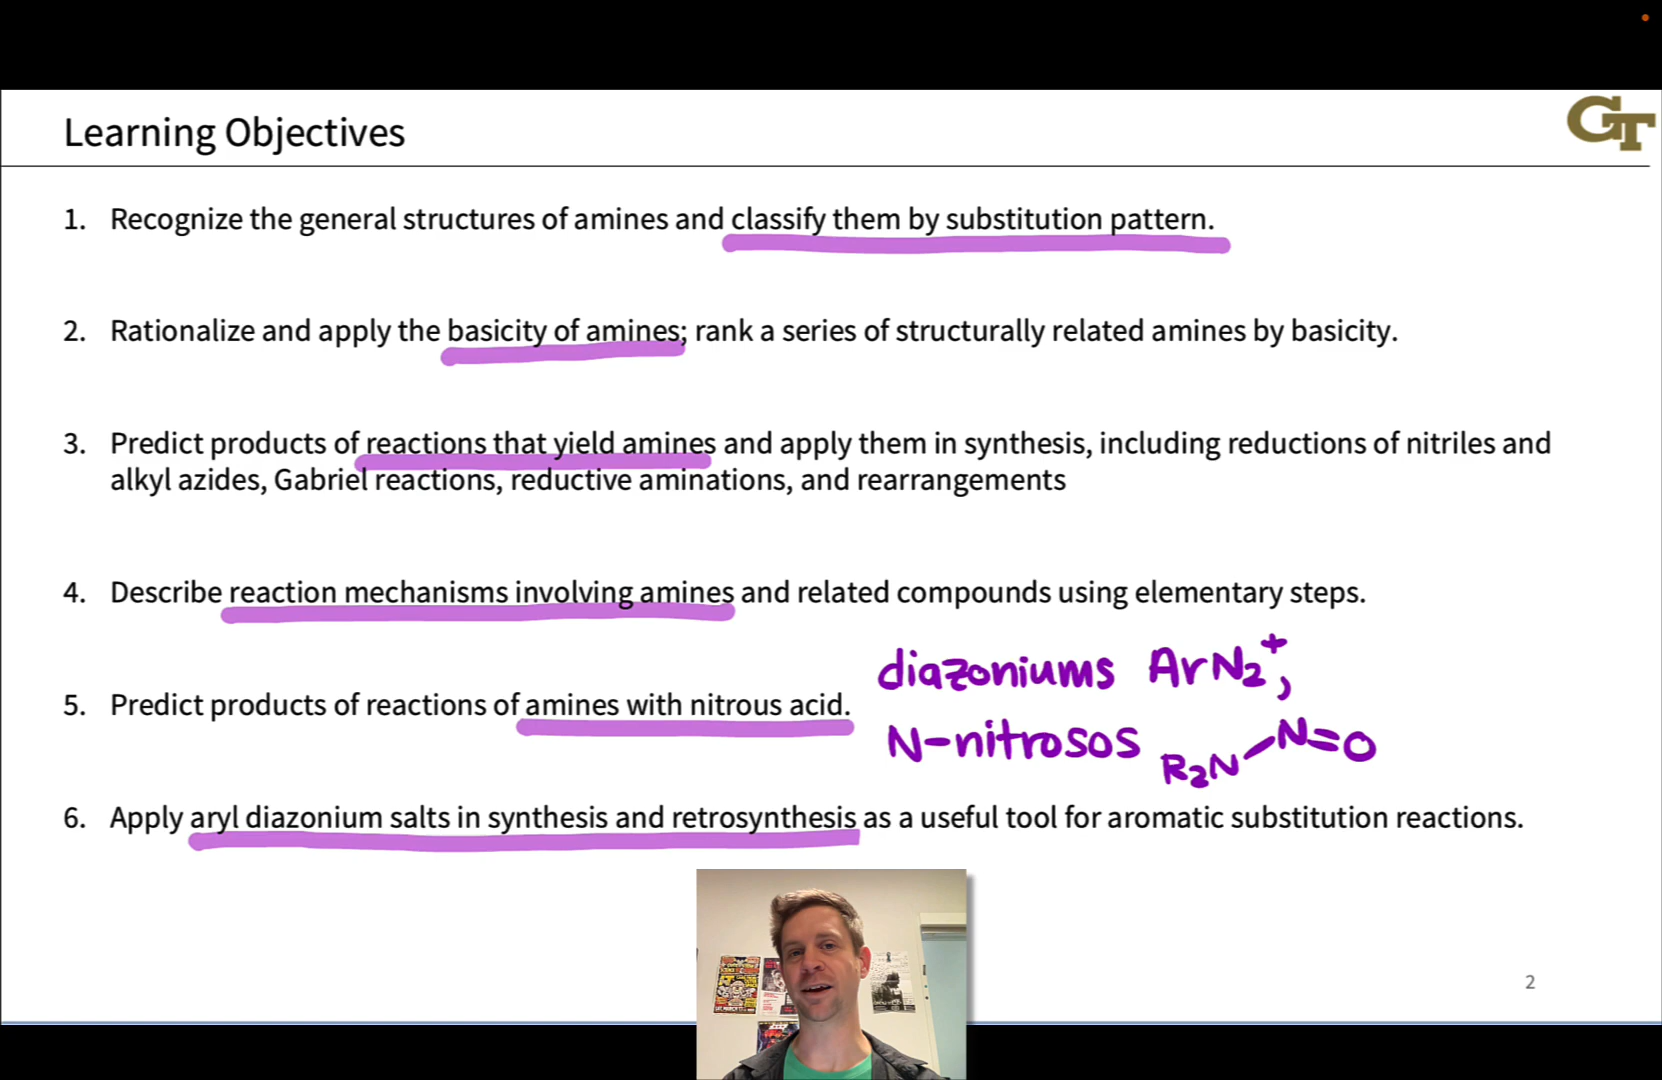 Learning Objectives
GT
1. Recognize the general structures of amines and classify them by substitution pattern.
2. Rationalize and apply the basicity of amines; rank a series of structurally related amines by basicity.
3. Predict products of reactions that yield amines and apply them in synthesis, including reductions of nitriles and
alkyl azides, Gabriel reactions, reductive aminations, and rearrangements
4. Describe reaction mechanisms involving amines and related compounds using elementary steps.
diazoniums ArN₂⁺,
5. Predict products of reactions of amines with nitrous acid.
N-nitrosos R₂N-N=O
6. Apply aryl diazonium salts in synthesis and retrosynthesis as a useful tool for aromatic substitution reactions.
2